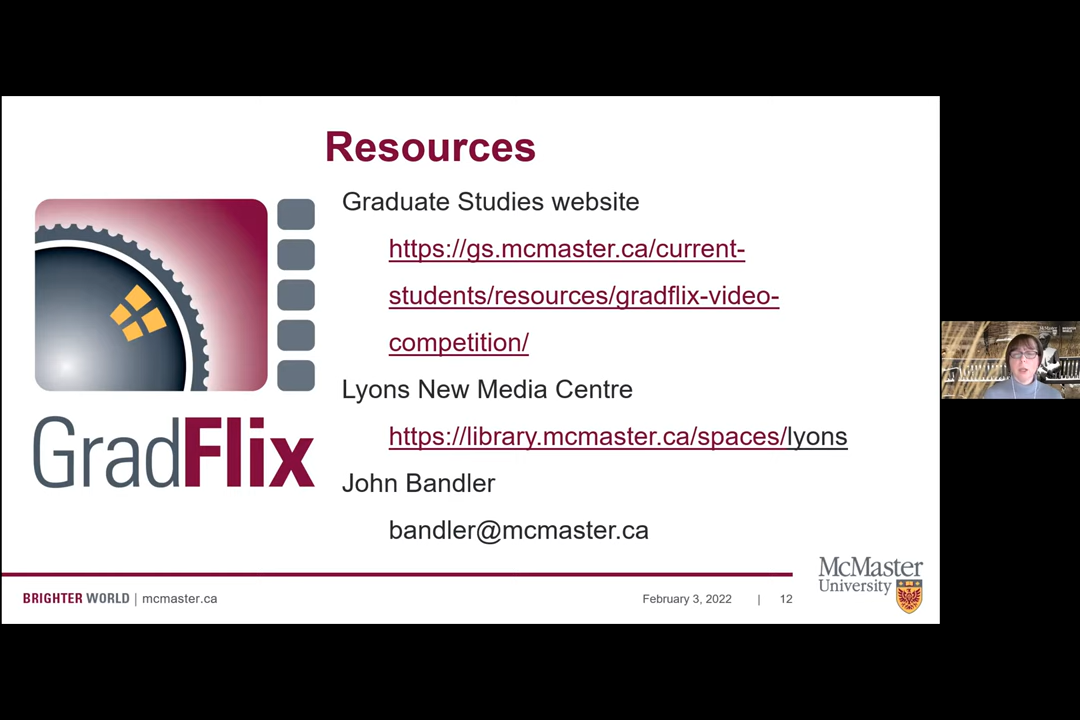 Resources
Graduate Studies website
https://gs.mcmaster.ca/current-
students/resources/gradflix-video-
competition/
Lyons New Media Centre
https://library.mcmaster.ca/spaces/lyons
John Bandler
bandler@mcmaster.ca
GradFlix
BRIGHTER WORLD | mcmaster.ca
February 3, 2022 | 12
McMaster
University